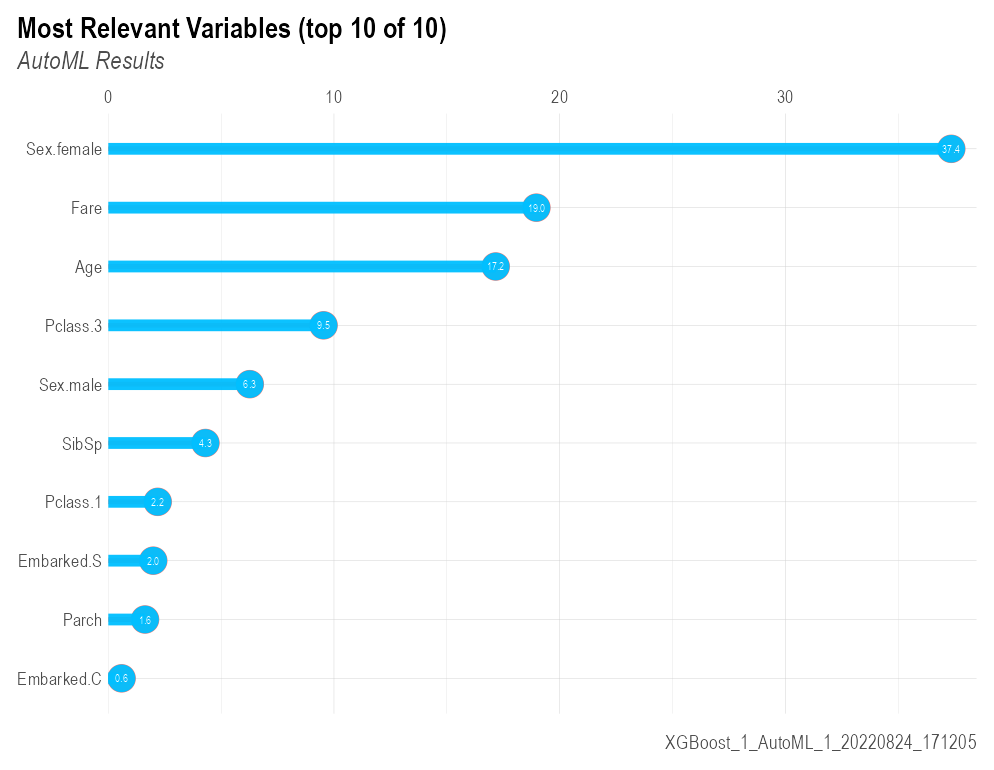 Most Relevant Variables (top 10 of 10)
AutoML Results
0 10 20 30
Sex.female 37.4
Fare 19.0
Age 17.2
Pclass.3 9.5
Sex.male 6.3
SibSp 4.3
Pclass.1 2.2
Embarked.S 2.0
Parch 1.6
Embarked.C 0.6
XGBoost_1_AutoML_1_20220824_171205